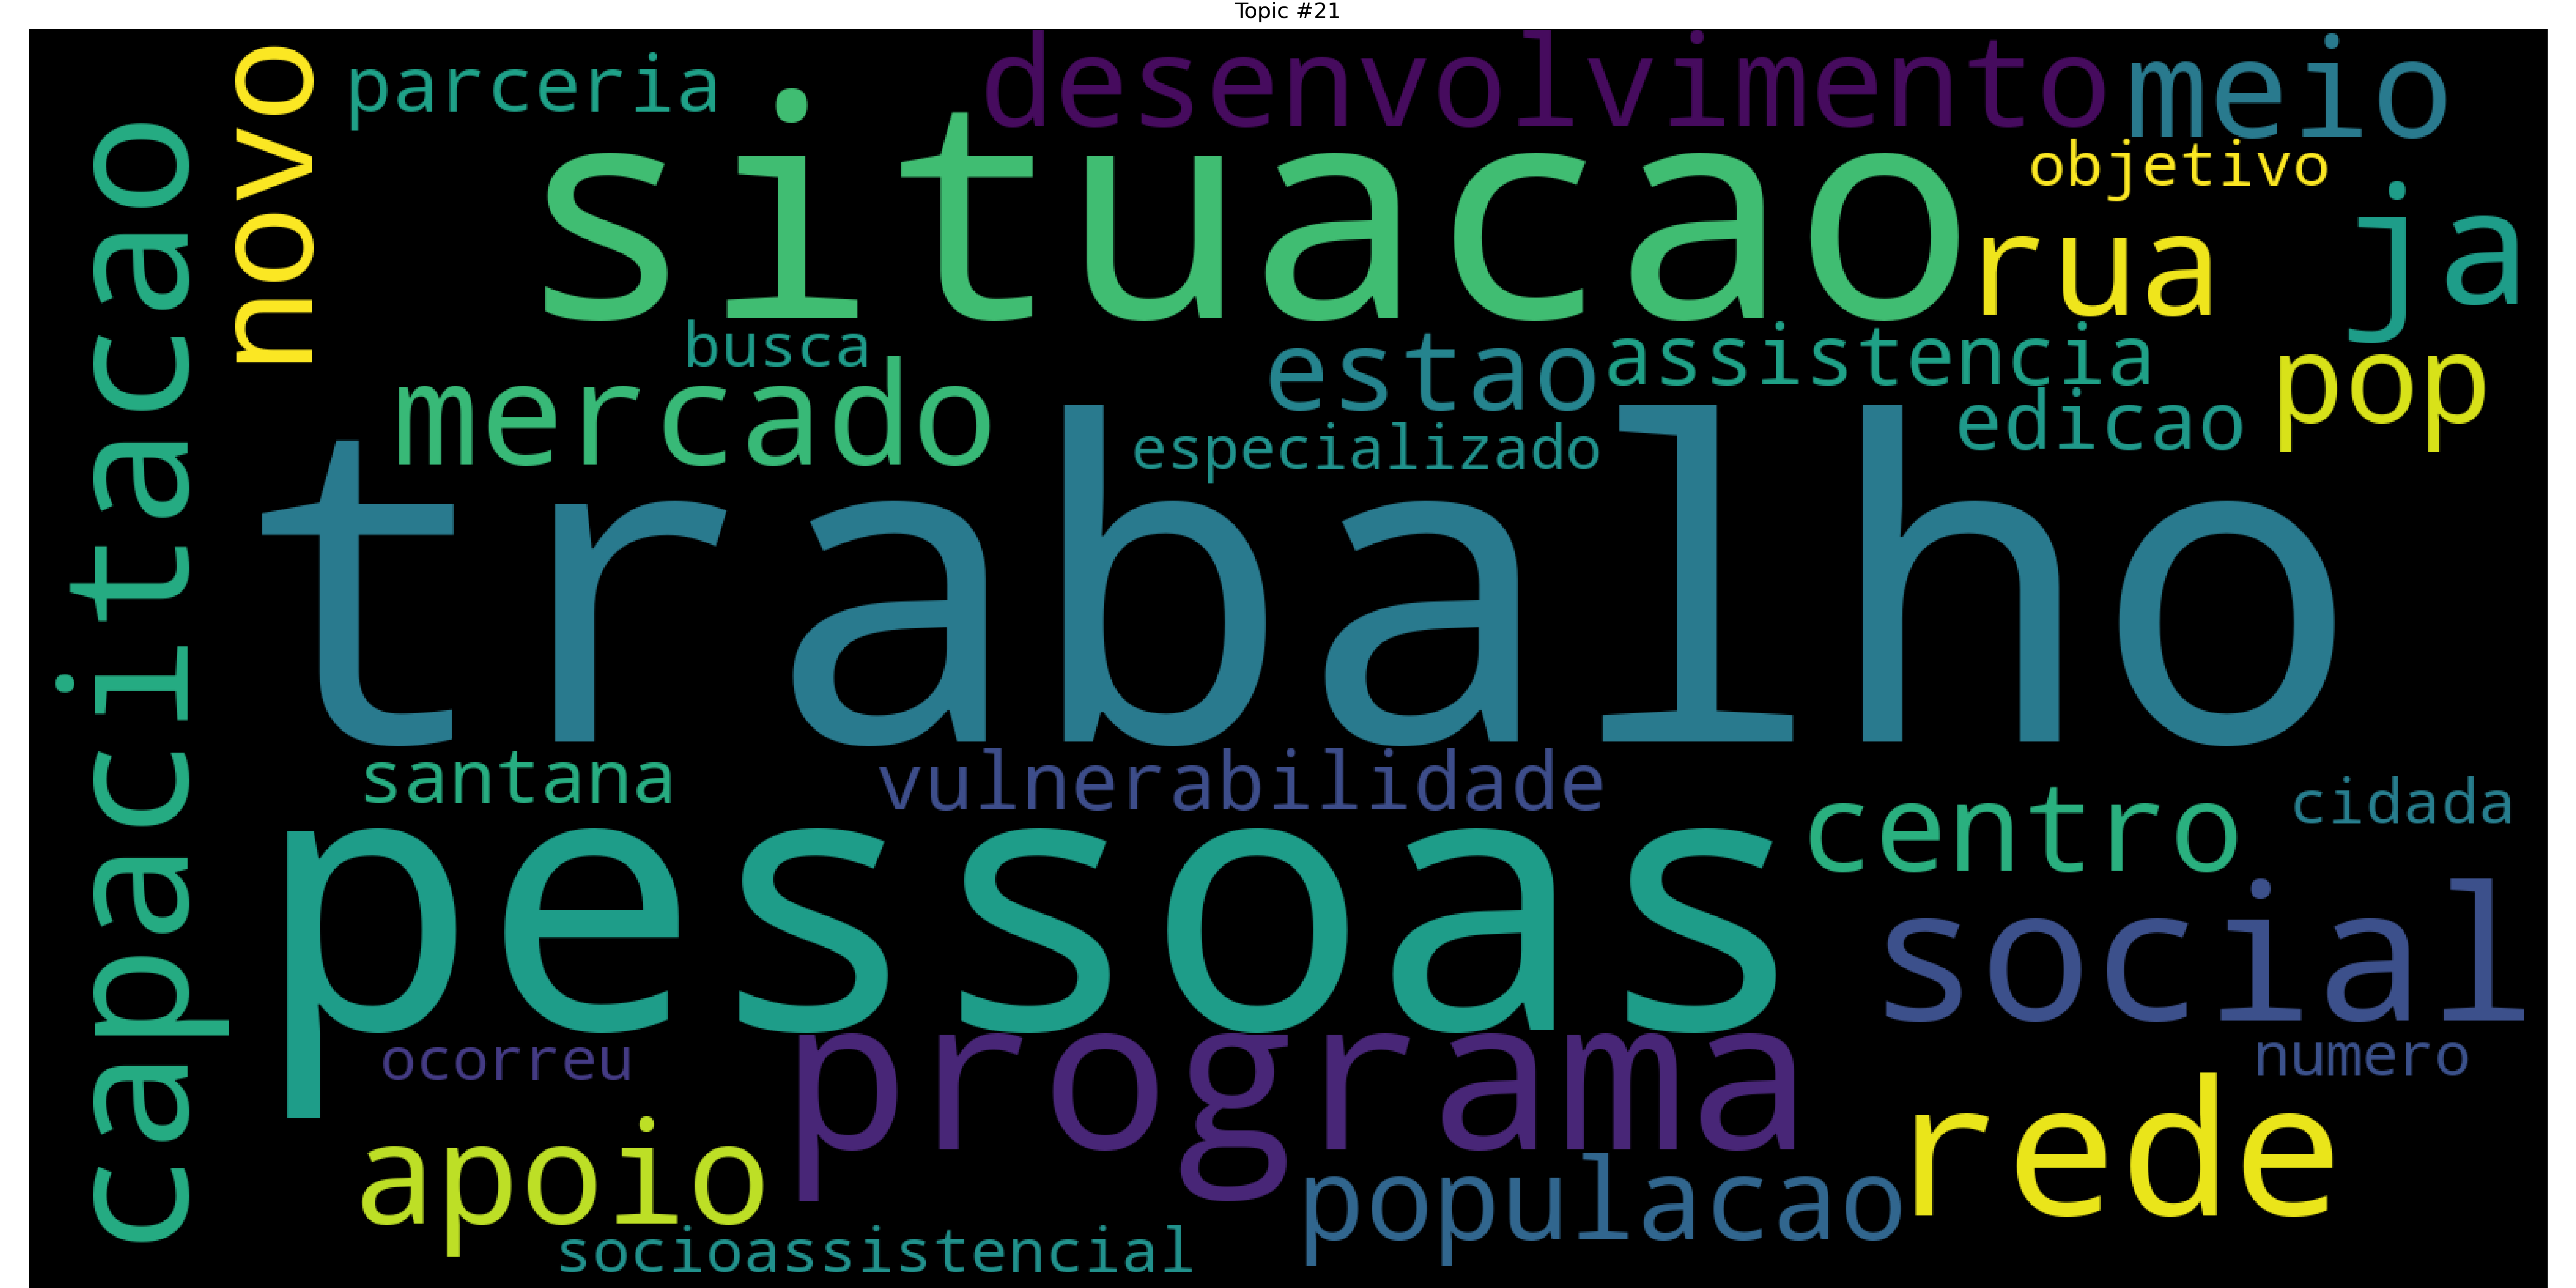 Topic #21
capacitacao
novo
parceria
desenvolvimento
meio
situacao
objetivo
rua
ja
busca
mercado
estao
assistencia
pop
especializado
edicao
trabalho
santana
vulnerabilidade
centro
cidada
pessoas
social
ocorreu
programa
numero
apoio
populacao
rede
socioassistencial